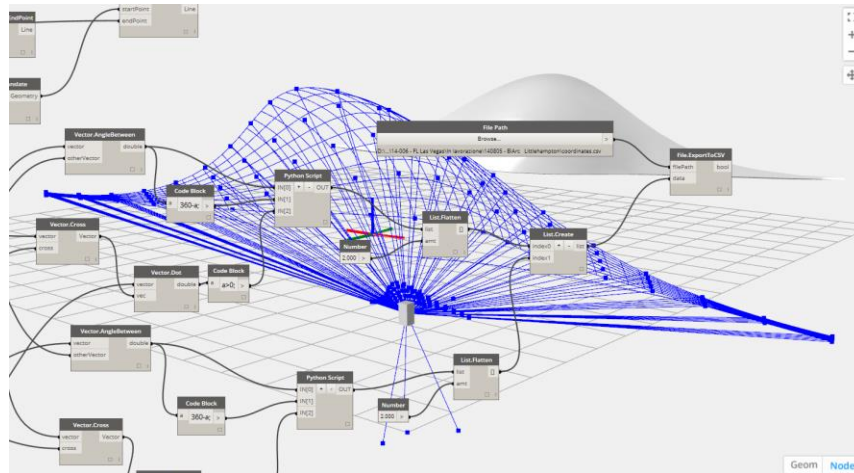 EndPoint
Line
startPoint
Line
endPoint
Geometry
Vector.AngleBetween
vector
double
otherVector
Code Block
a
360-a;
>
Python Script
IN[0]
+
-
OUT
IN[1]
IN[2]
File Path
Browse...
>
File.ExportToCSV
filePath
bool
data
Vector.Cross
vector
Vector
cross
Number
2.000
>
List.Flatten
list
[]
amt
List.Create
index0
+
-
list
index1
Vector.Dot
vector
double
vec
Code Block
a
a>0;
>
Vector.AngleBetween
vector
double
otherVector
Code Block
a
360-a;
>
Python Script
IN[0]
+
-
OUT
IN[1]
IN[2]
Number
2.000
>
List.Flatten
list
[]
amt
Vector.Cross
vector
Vector
cross
Geom
Node